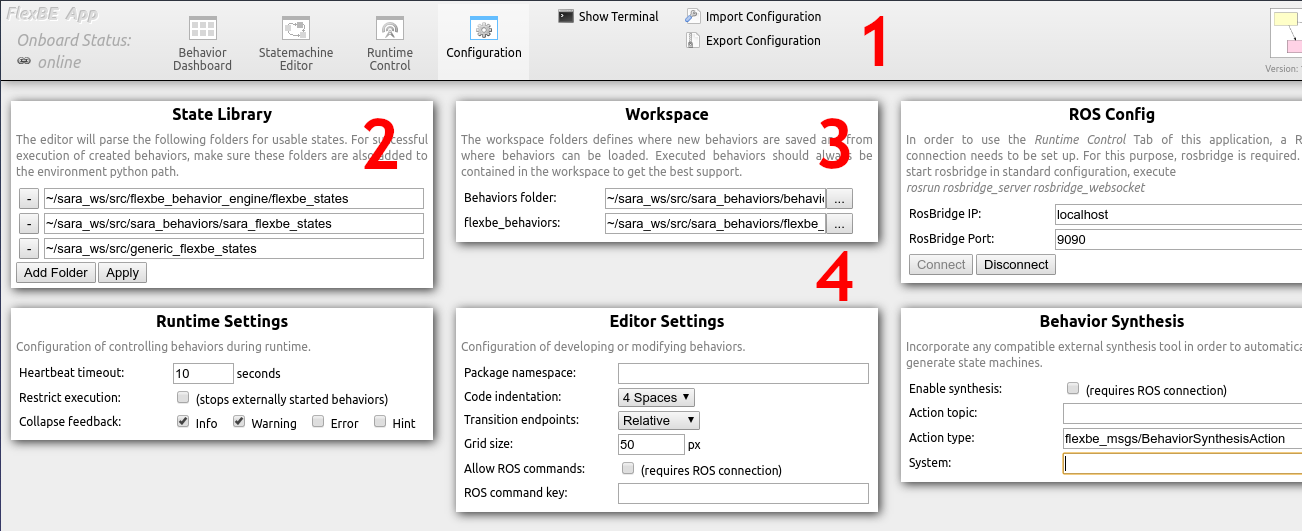 FlexBE App
Onboard Status:
online
Behavior
Dashboard
Statemachine
Editor
Runtime
Control
Configuration
Show Terminal
Import Configuration
Export Configuration
1
Version:
State Library
The editor will parse the following folders for usable states. For successful
execution of created behaviors, make sure these folders are also added to
the environment python path.
2
- ~/sara_ws/src/flexbe_behavior_engine/flexbe_states
- ~/sara_ws/src/sara_behaviors/sara_flexbe_states
- ~/sara_ws/src/generic_flexbe_states
Add Folder Apply
Workspace
The workspace folders defines where new behaviors are saved and from
where behaviors can be loaded. Executed behaviors should always be
contained in the workspace to get the best support.
3
Behaviors folder: ~/sara_ws/src/sara_behaviors/behavi ...
flexbe_behaviors: ~/sara_ws/src/sara_behaviors/flexbe_ ...
4
ROS Config
In order to use the Runtime Control Tab of this application, a R
connection needs to be set up. For this purpose, rosbridge is required.
start rosbridge in standard configuration, execute
rosrun rosbridge_server rosbridge_websocket
RosBridge IP: localhost
RosBridge Port: 9090
Connect Disconnect
Runtime Settings
Configuration of controlling behaviors during runtime.
Heartbeat timeout: 10 seconds
Restrict execution: (stops externally started behaviors)
Collapse feedback: Info Warning Error Hint
Editor Settings
Configuration of developing or modifying behaviors.
Package namespace:
Code indentation: 4 Spaces
Transition endpoints: Relative
Grid size: 50 px
Allow ROS commands: (requires ROS connection)
ROS command key:
Behavior Synthesis
Incorporate any compatible external synthesis tool in order to automatica
generate state machines.
Enable synthesis: (requires ROS connection)
Action topic:
Action type: flexbe_msgs/BehaviorSynthesisAction
System: